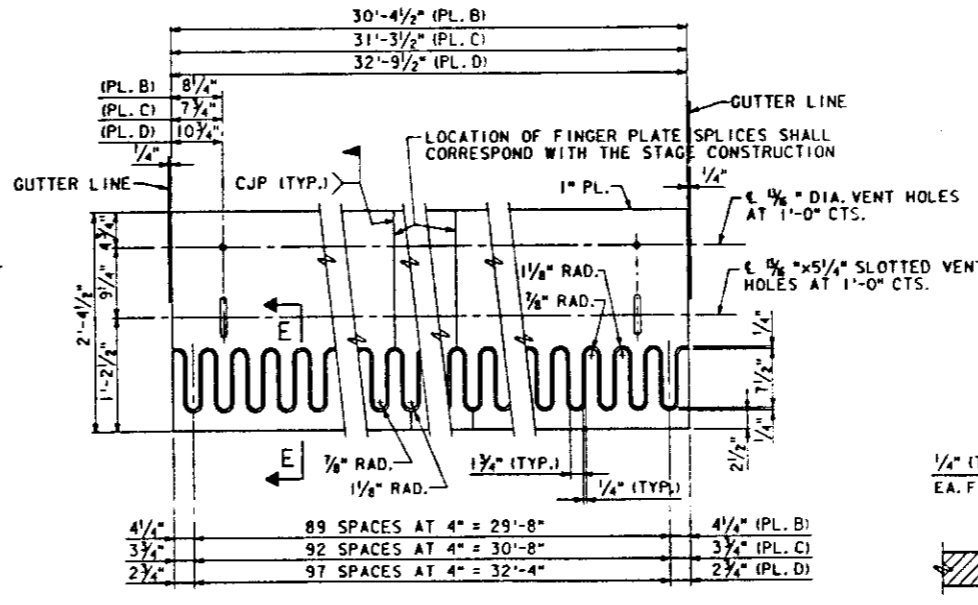 30'-4½" (PL. B)
31'-3½" (PL. C)
32'-9½" (PL. D)
(PL. B) 8¼"
(PL. C) 7¾"
(PL. D) 10¾"
¼"
GUTTER LINE
GUTTER LINE
LOCATION OF FINGER PLATE SPLICES SHALL
CORRESPOND WITH THE STAGE CONSTRUCTION
CJP (TYP.)
1" PL.
¼"
℄ 13/16 " DIA. VENT HOLES
AT 1'-0" CTS.
℄ 13/16 "x5¼" SLOTTED VENT
HOLES AT 1'-0" CTS.
4¾"
9¼"
2'-4½"
1'-2½"
1⅛" RAD.
⅞" RAD.
E
E
¼"
7½"
¼"
2½"
⅞" RAD.
1⅛" RAD.
1¾" (TYP.)
¼" (TYP.)
4¼" 89 SPACES AT 4" = 29'-8" 4¼" (PL. B)
3¾" 92 SPACES AT 4" = 30'-8" 3¾" (PL. C)
2¾" 97 SPACES AT 4" = 32'-4" 2¾" (PL. D)
¼" (T
EA. F